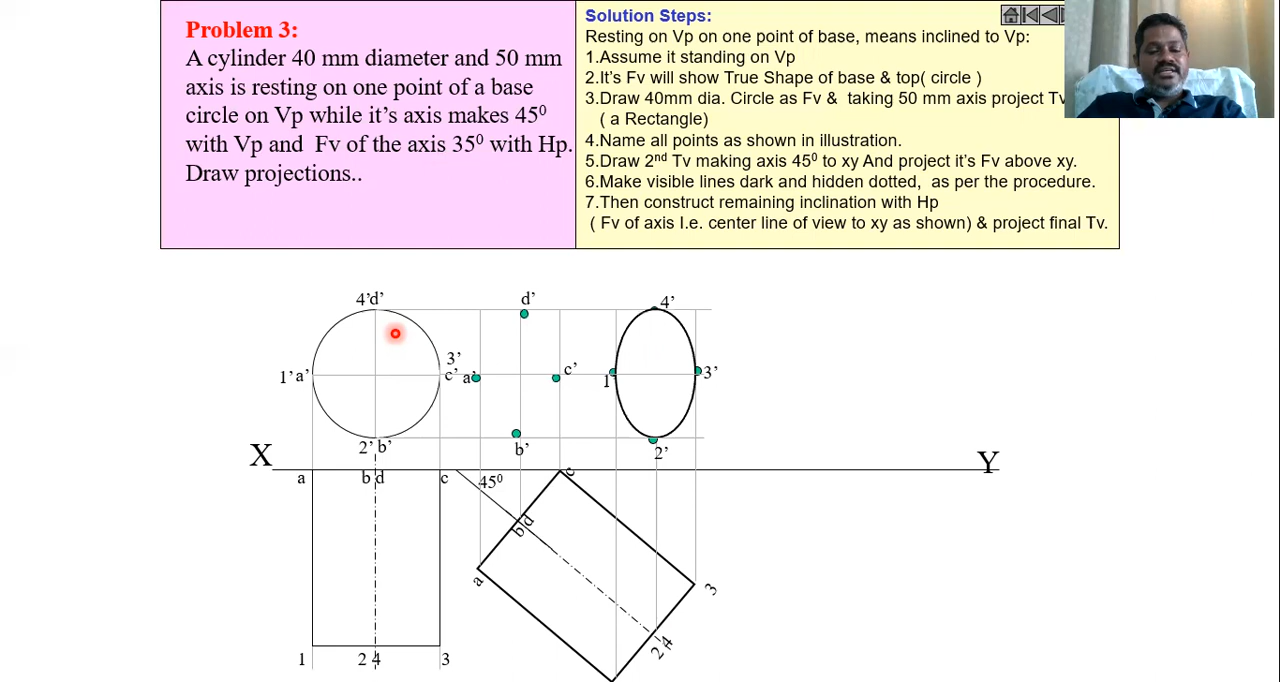 Problem 3:
A cylinder 40 mm diameter and 50 mm
axis is resting on one point of a base
circle on Vp while it's axis makes 45⁰
with Vp and Fv of the axis 35⁰ with Hp.
Draw projections..
Solution Steps:
Resting on Vp on one point of base, means inclined to Vp:
1.Assume it standing on Vp
2.It's Fv will show True Shape of base & top( circle )
3.Draw 40mm dia. Circle as Fv & taking 50 mm axis project Tv
( a Rectangle)
4.Name all points as shown in illustration.
5.Draw 2nd Tv making axis 45⁰ to xy And project it's Fv above xy.
6.Make visible lines dark and hidden dotted, as per the procedure.
7.Then construct remaining inclination with Hp
( Fv of axis I.e. center line of view to xy as shown) & project final Tv.
4'd' d' 4'
3'
1'a' c' a' c' 1' 3'
2' b' b' 2'
X Y
a b d c 45⁰ c
b d
a 3
2 4
1 2 4 3